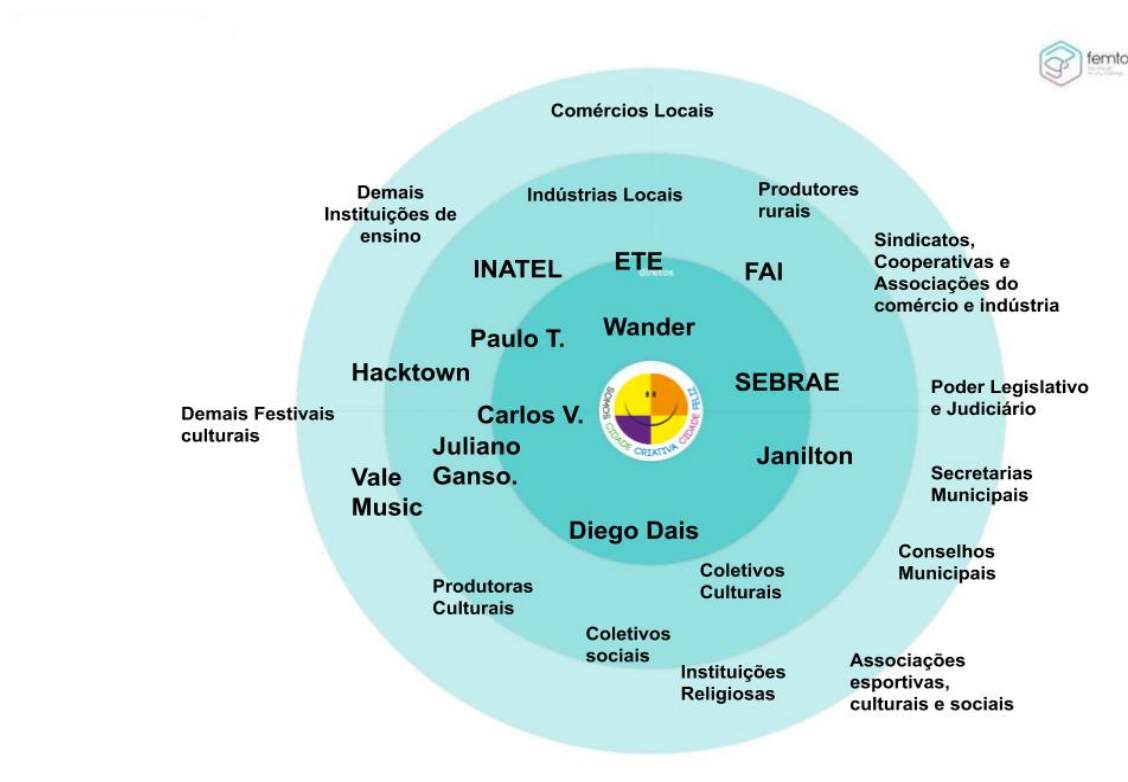 femto
Comércios Locais
Demais
Instituições de
ensino
Indústrias Locais
Produtores
rurais
Sindicatos,
Cooperativas e
Associações do
comércio e indústria
INATEL
ETE
diretos
FAI
Wander
Paulo T.
Hacktown
SEBRAE
SOMOS CIDADE CRIATIVA CIDADE FELIZ
Poder Legislativo
e Judiciário
Demais Festivais
culturais
Carlos V.
Juliano
Ganso.
Janilton
Vale
Music
Secretarias
Municipais
Diego Dais
Conselhos
Municipais
Coletivos
Culturais
Produtoras
Culturais
Coletivos
sociais
Instituições
Religiosas
Associações
esportivas,
culturais e sociais